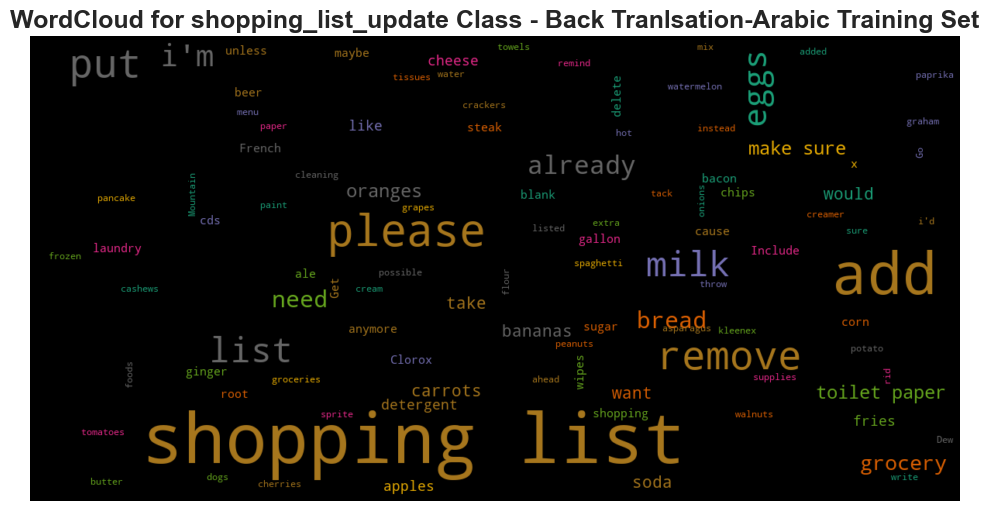 WordCloud for shopping_list_update Class - Back Tranlsation-Arabic Training Set
put i'm unless maybe cheese towels remind mix added
tissues water beer crackers delete watermelon eggs paprika
menu paper like steak hot instead graham
French already make sure x Go
cleaning oranges blank tack onions bacon chips would
pancake Mountain paint cds grapes please listed extra cause creamer i'd sure
laundry gallon Include
frozen ale possible spaghetti milk throw add
cashews need Get cream take flour
anymore bananas sugar bread asparagus kleenex corn
list Clorox peanuts remove potato
foods ginger groceries ahead wipes supplies rid
root carrots want toilet paper
detergent sprite shopping walnuts fries
tomatoes shopping list Dew
butter dogs cherries apples soda grocery write